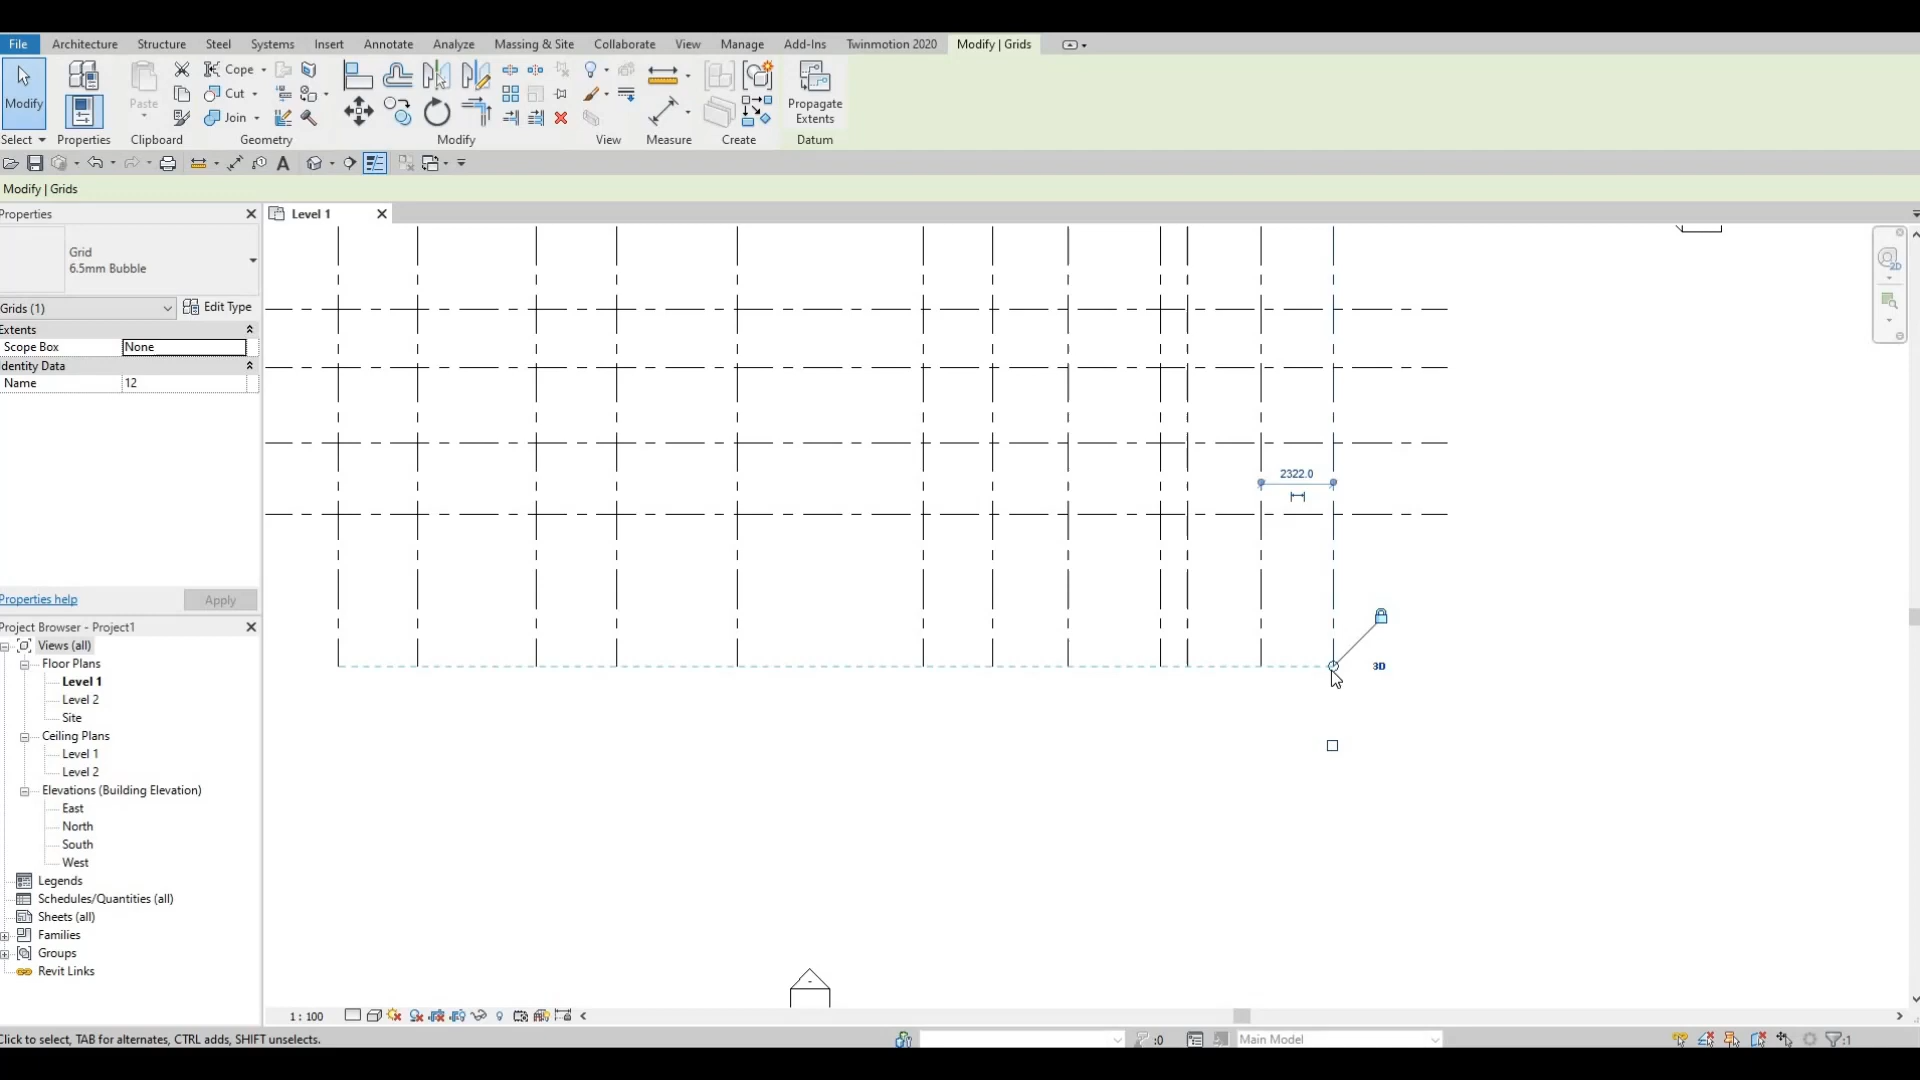 File Architecture Structure Steel Systems Insert Annotate Analyze Massing & Site Collaborate View Manage Add-Ins Twinmotion 2020 Modify | Grids
Modify Paste Cope Cut Join Propagate Extents
Select Properties Clipboard Geometry Modify View Measure Create Datum
A
Modify | Grids
Properties
Level 1
Grid
6.5mm Bubble
Grids (1) Edit Type
Extents
Scope Box None
Identity Data
Name 12
Properties help Apply
2322.0
3D
2D
Project Browser - Project1
Views (all)
Floor Plans
Level 1
Level 2
Site
Ceiling Plans
Level 1
Level 2
Elevations (Building Elevation)
East
North
South
West
Legends
Schedules/Quantities (all)
Sheets (all)
Families
Groups
Revit Links
1 : 100
Click to select, TAB for alternates, CTRL adds, SHIFT unselects. :0 Main Model :1